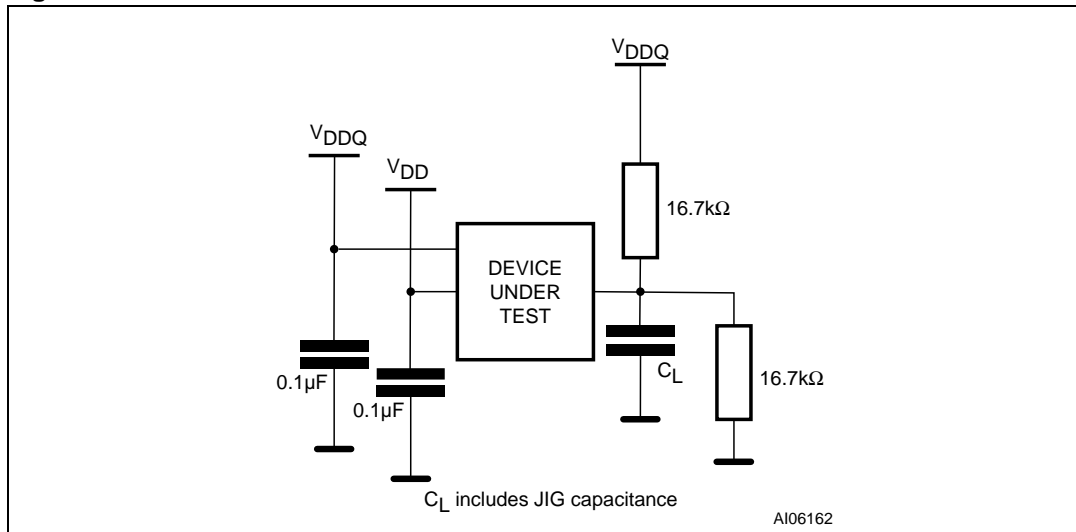 VDDQ
VDDQ
VDD
16.7kΩ
DEVICE
UNDER
TEST
0.1µF
0.1µF
CL
16.7kΩ
CL includes JIG capacitance
AI06162